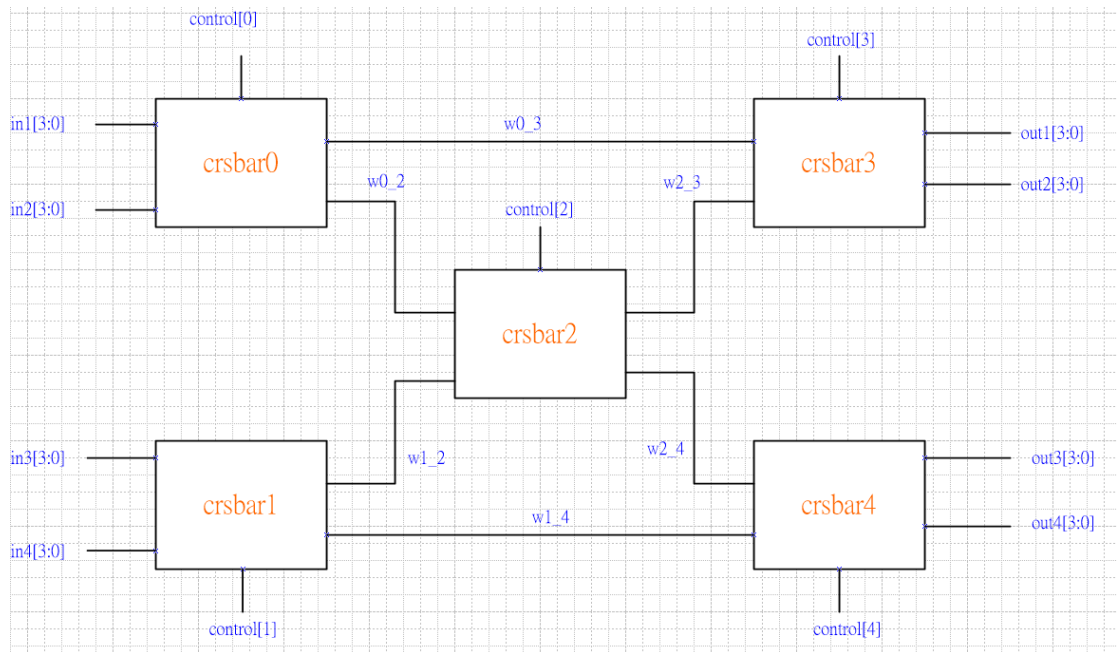 control[0]
control[3]
in1[3:0]
w0_3
out1[3:0]
crsbar0
crsbar3
w0_2
w2_3
out2[3:0]
in2[3:0]
control[2]
crsbar2
in3[3:0]
w1_2
w2_4
out3[3:0]
crsbar1
crsbar4
w1_4
out4[3:0]
in4[3:0]
control[1]
control[4]